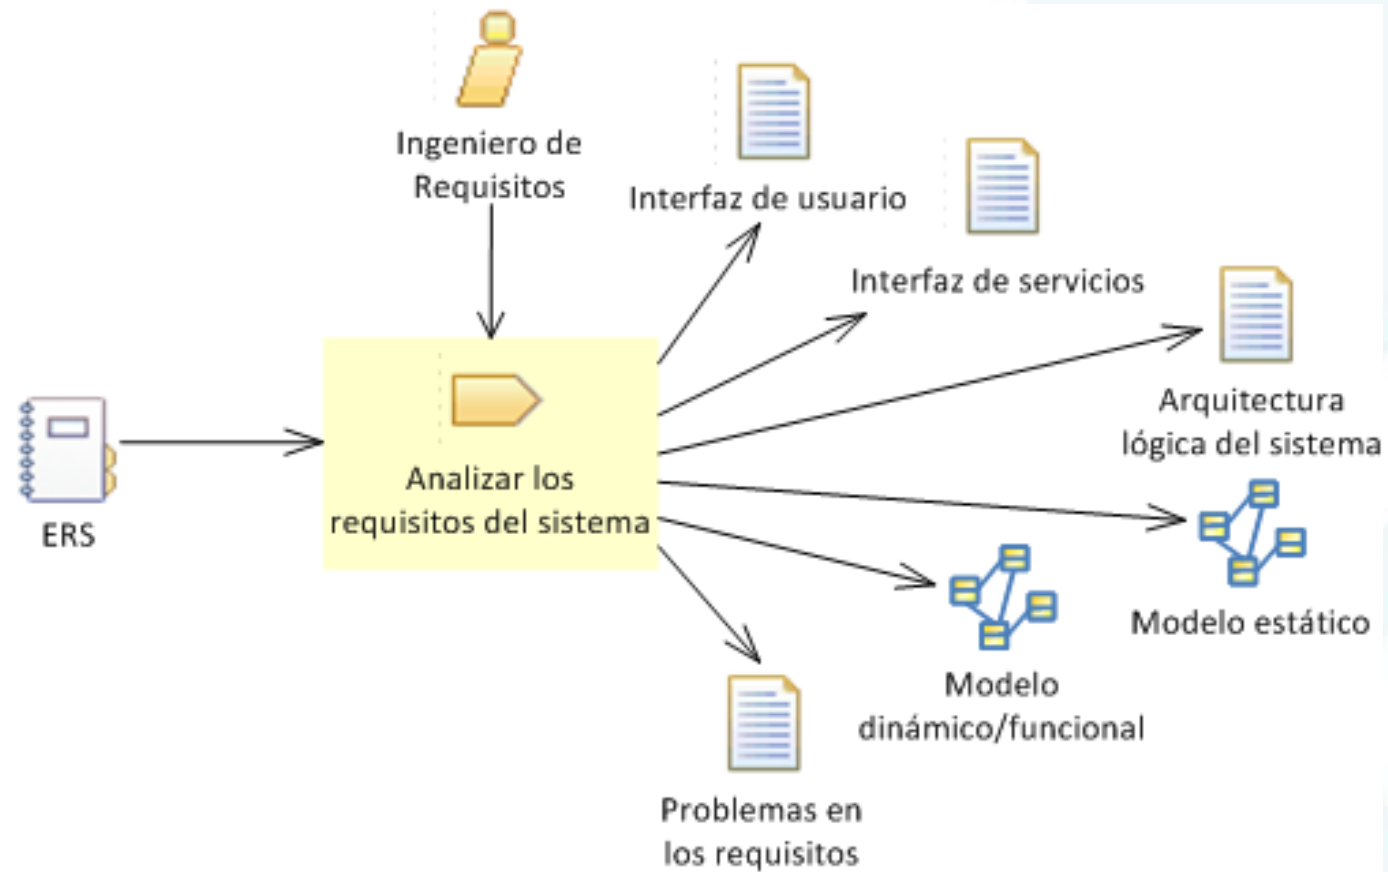 Ingeniero de
Requisitos
Interfaz de usuario
Interfaz de servicios
Arquitectura
lógica del sistema
ERS
Analizar los
requisitos del sistema
Modelo estático
Modelo
dinámico/funcional
Problemas en
los requisitos